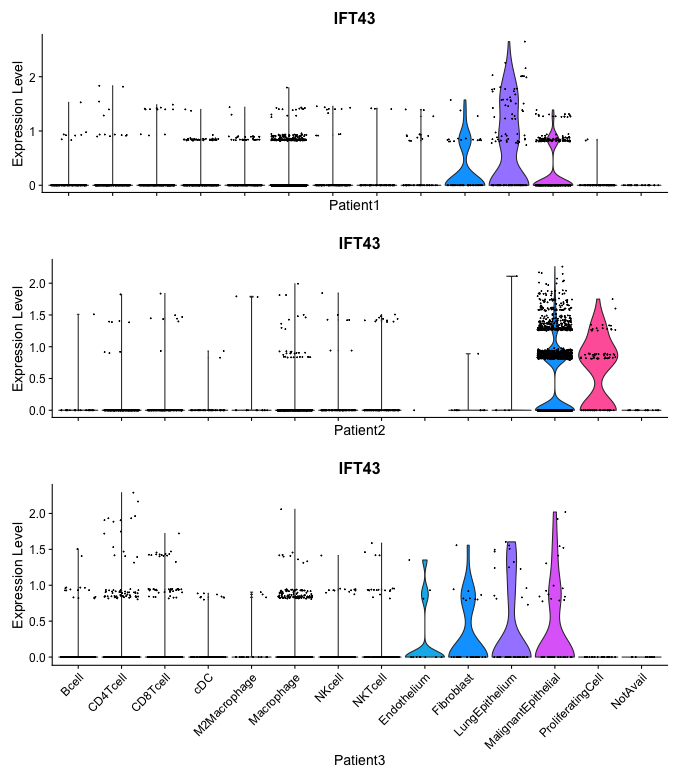 IFT43
Expression Level
2
1
0
Patient1
IFT43
Expression Level
2.0
1.5
1.0
0.5
0.0
Patient2
IFT43
Expression Level
2.0
1.5
1.0
0.5
0.0
Bcell
CD4Tcell
CD8Tcell
cDC
M2Macrophage
Macrophage
NKcell
NKTcell
Endothelium
Fibroblast
LungEpithelium
MalignantEpithelial
ProliferatingCell
NotAvail
Patient3